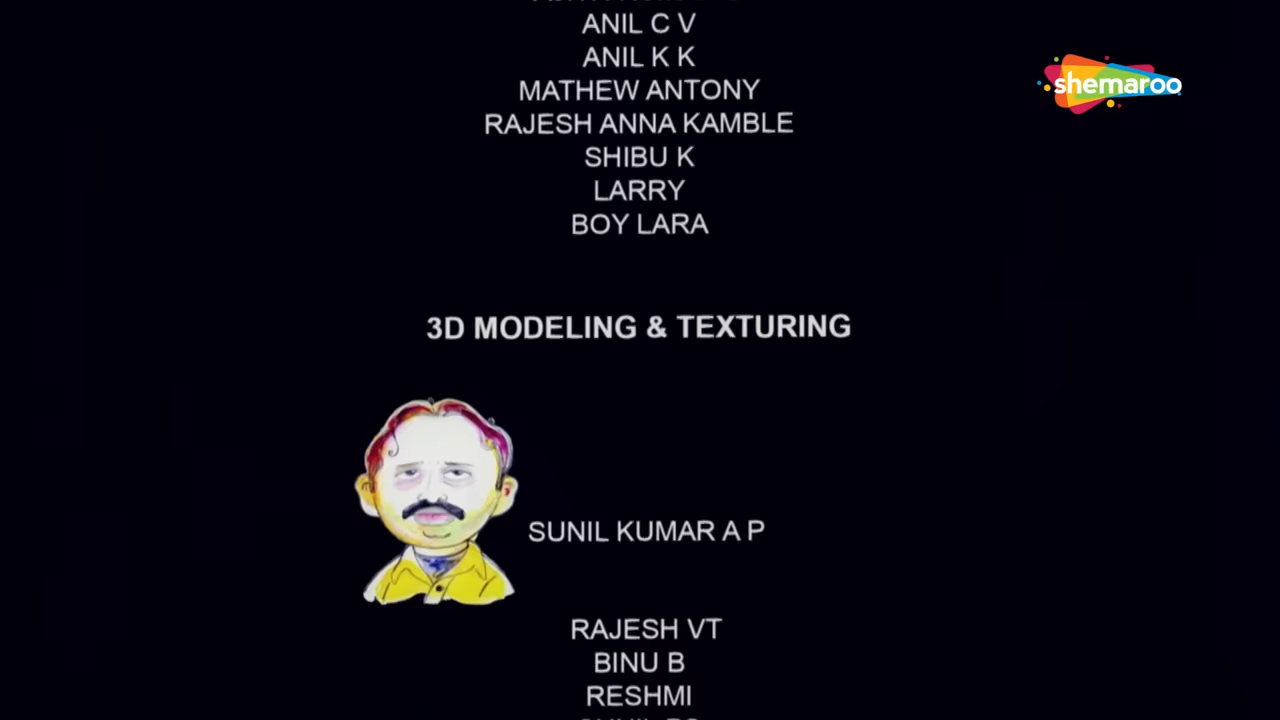 ANIL C V
ANIL K K
MATHEW ANTONY
RAJESH ANNA KAMBLE
SHIBU K
LARRY
BOY LARA
shemaroo
3D MODELING & TEXTURING
SUNIL KUMAR A P
RAJESH VT
BINU B
RESHMI